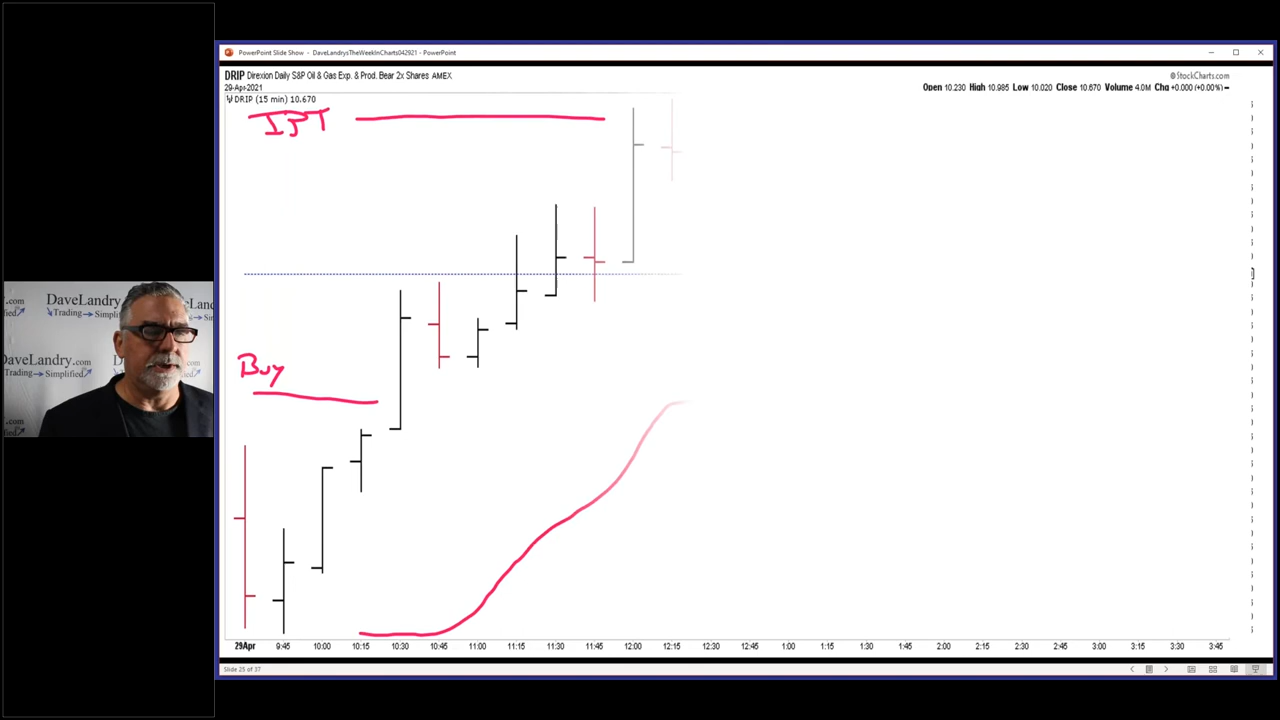 PowerPoint Slide Show - DaveLandrysTheWeekInCharts042921 - PowerPoint
DRIP Direxion Daily S&P Oil & Gas Exp. & Prod. Bear 2x Shares AMEX
© StockCharts.com
29-Apr-2021
Open 10.230 High 10.985 Low 10.020 Close 10.670 Volume 4.0M Chg +0.000 (+0.00%)
DRIP (15 min) 10.670
IPT
Buy
.com
DaveLandry.com
Trading Simplified
DaveLandry.com
Trading Simplified
29Apr 9:45 10:00 10:15 10:30 10:45 11:00 11:15 11:30 11:45 12:00 12:15 12:30 12:45 1:00 1:15 1:30 1:45 2:00 2:15 2:30 2:45 3:00 3:15 3:30 3:45
Slide 25 of 37